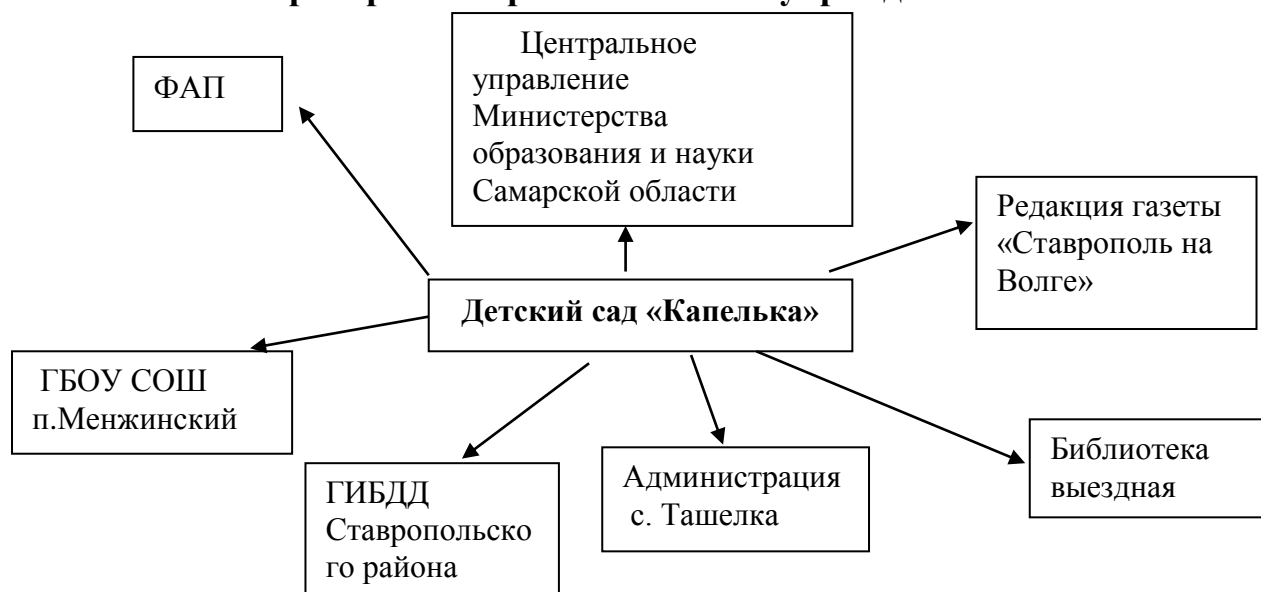 ФАП
Центральное
управление
Министерства
образования и науки
Самарской области
Редакция газеты
«Ставрополь на
Волге»
Детский сад «Капелька»
ГБОУ СОШ
п.Менжинский
ГИБДД
Ставропольско
го района
Администрация
с. Ташелка
Библиотека
выездная